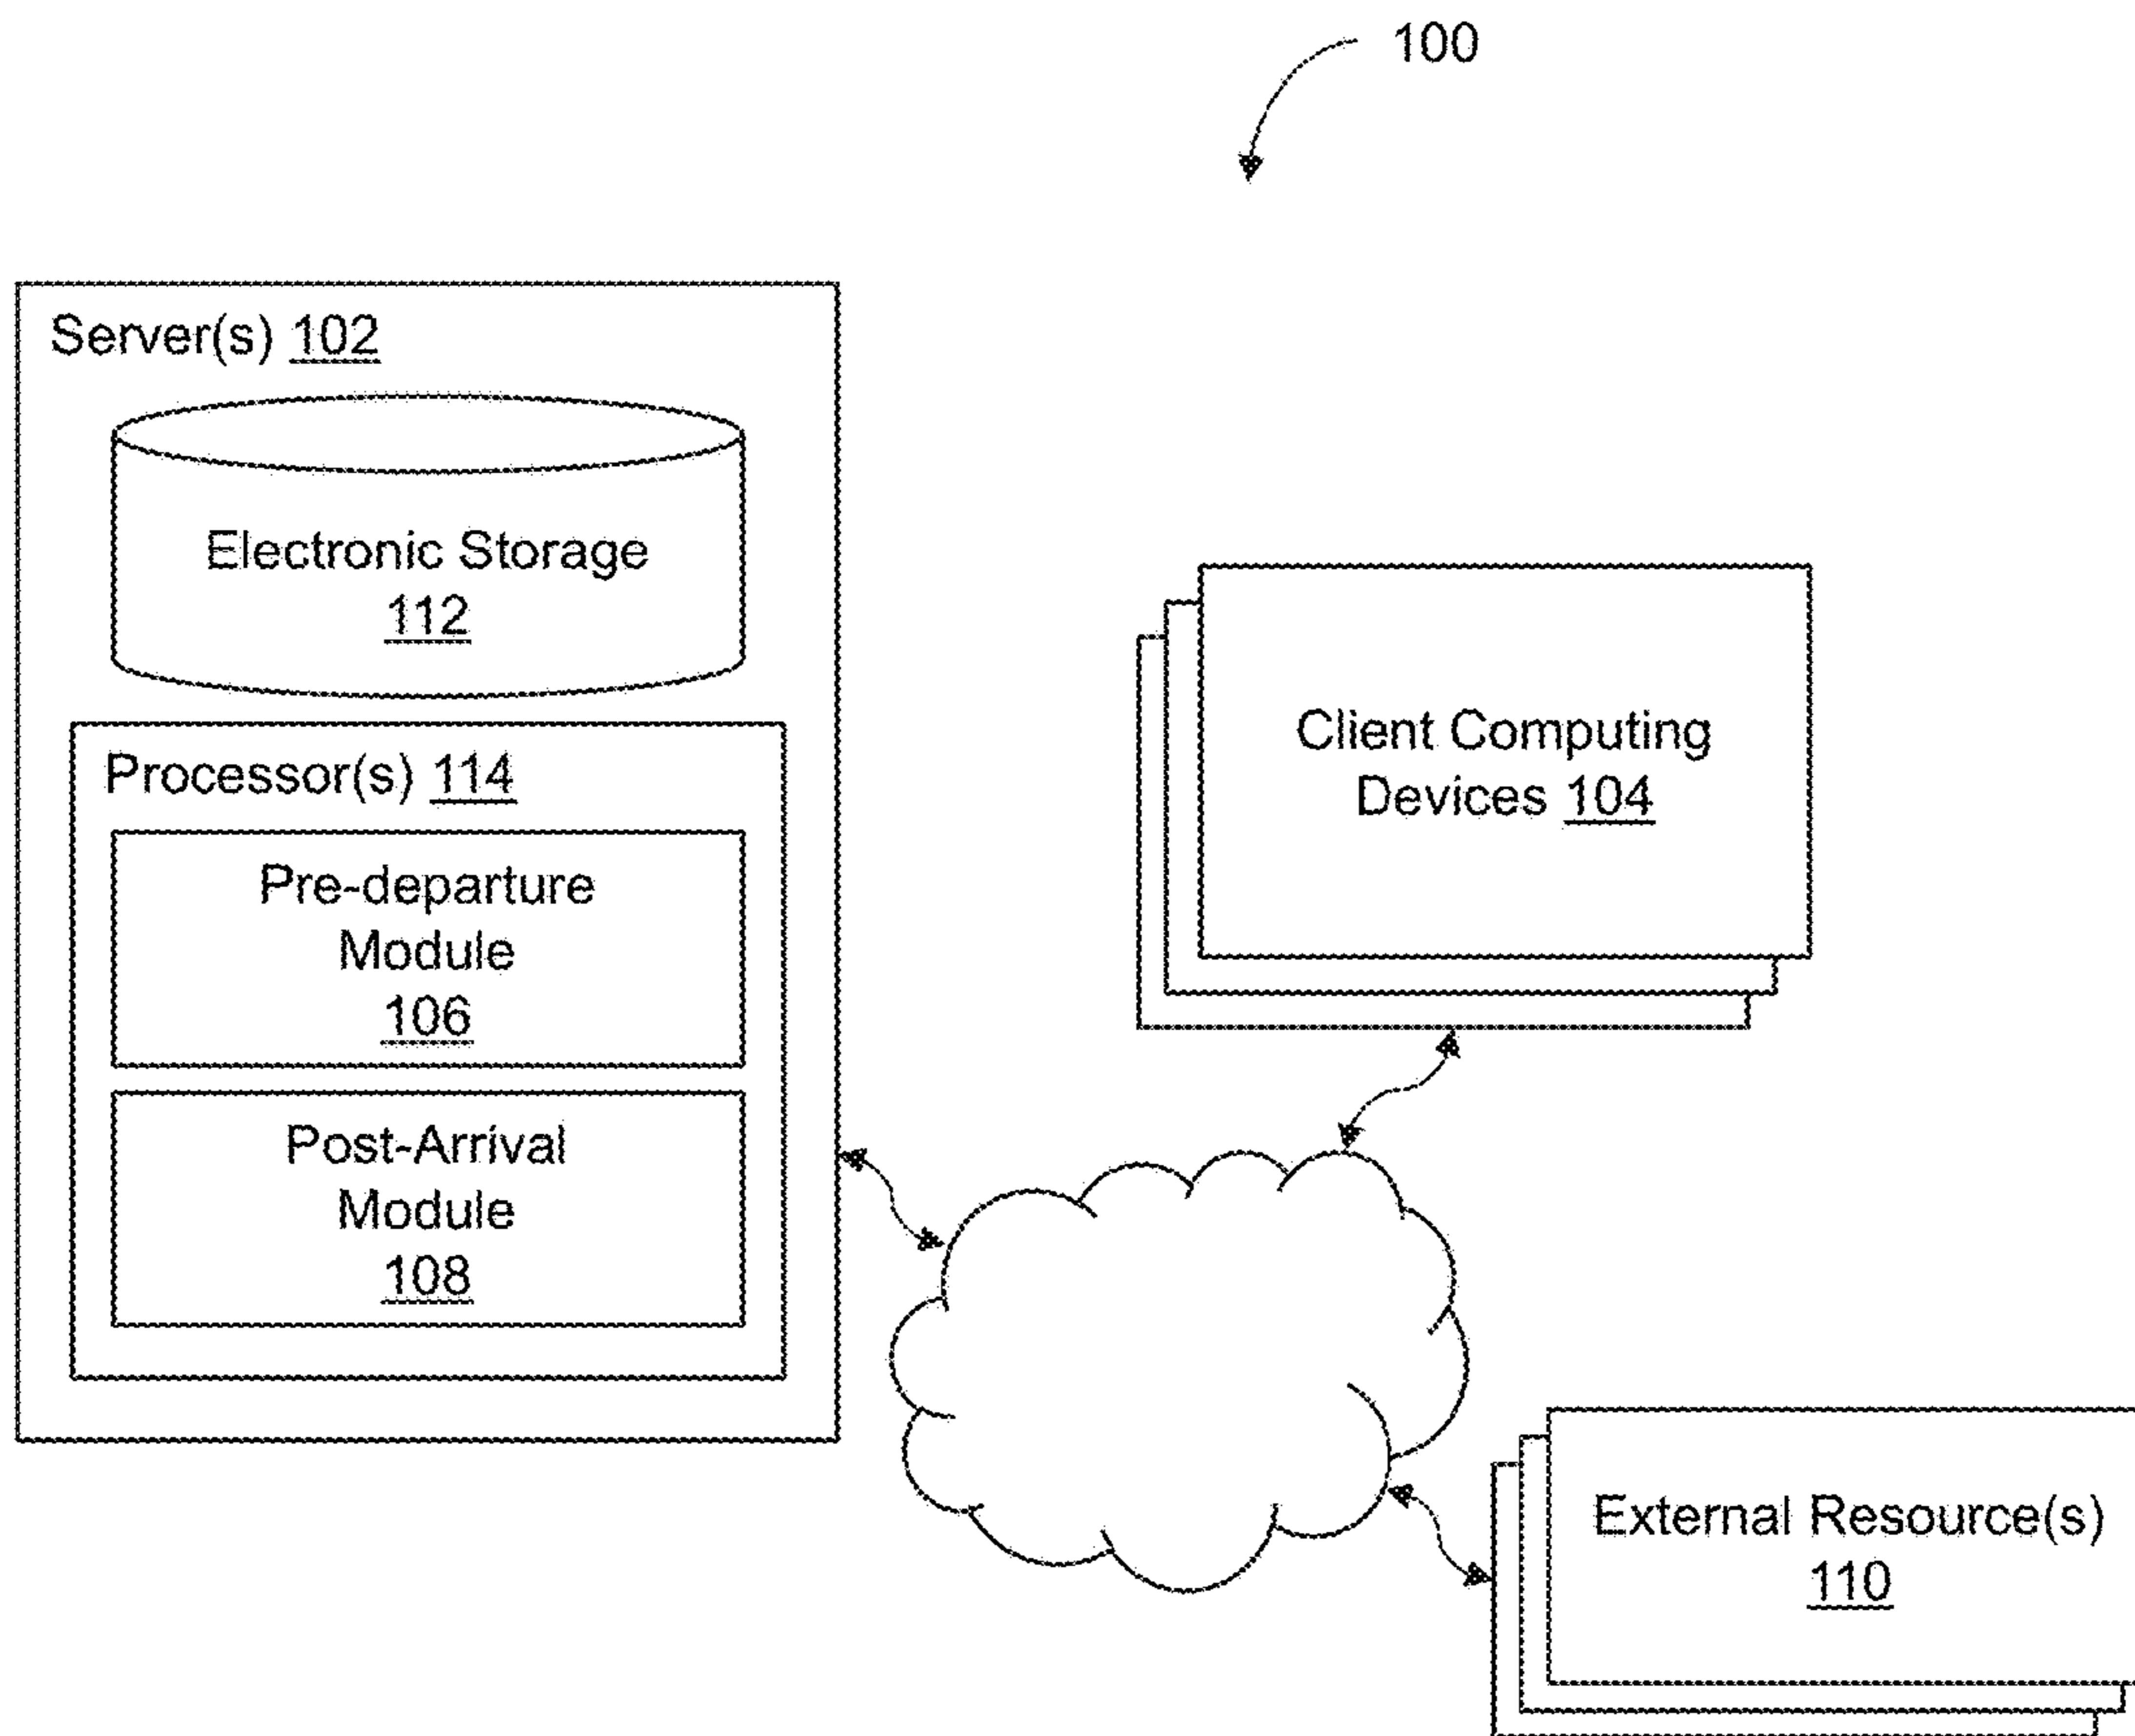 100
Server(s) 102
Electronic Storage
112
Processor(s) 114
Pre-departure
Module
106
Post-Arrival
Module
108
Client Computing
Devices 104
External Resource(s)
110